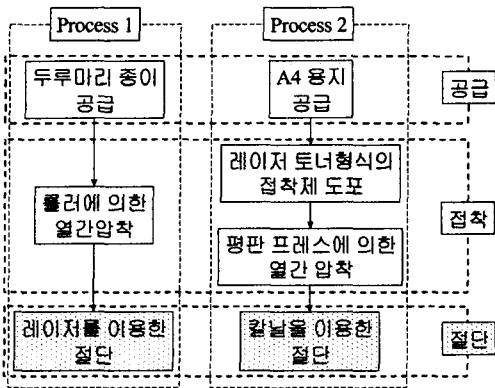 Process 1
Process 2
두루마리 종이
공급
A4 용지
공급
공급
레이저 토너형식의
접착제 도포
롤러에 의한
열간압착
접착
평판 프레스에 의한
열간 압착
레이저를 이용한
절단
칼날을 이용한
절단
절단